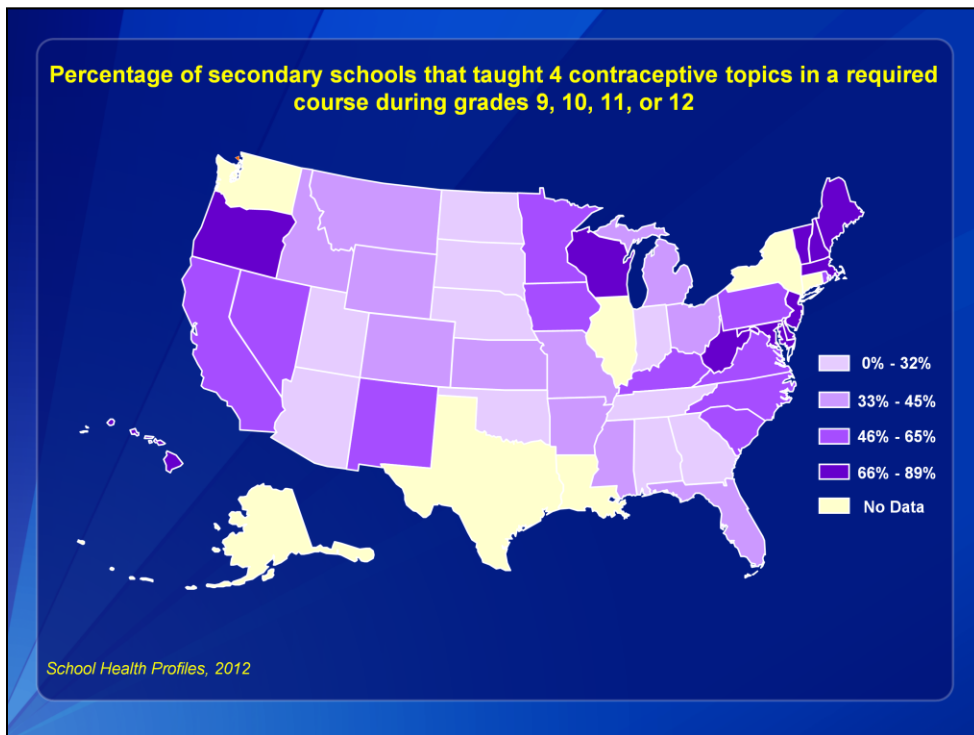 Percentage of secondary schools that taught 4 contraceptive topics in a required
course during grades 9, 10, 11, or 12
0% - 32%
33% - 45%
46% - 65%
66% - 89%
No Data
School Health Profiles, 2012